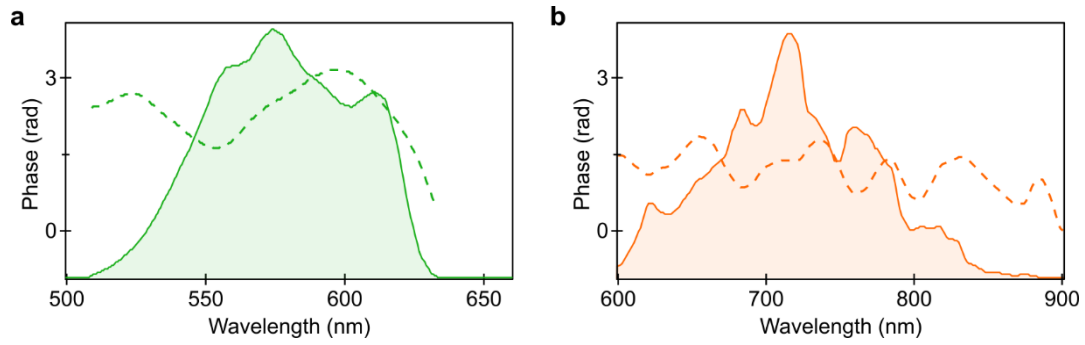 a
Phase (rad)
3
0
500 550 600 650
Wavelength (nm)
b
Phase (rad)
3
0
600 700 800 900
Wavelength (nm)